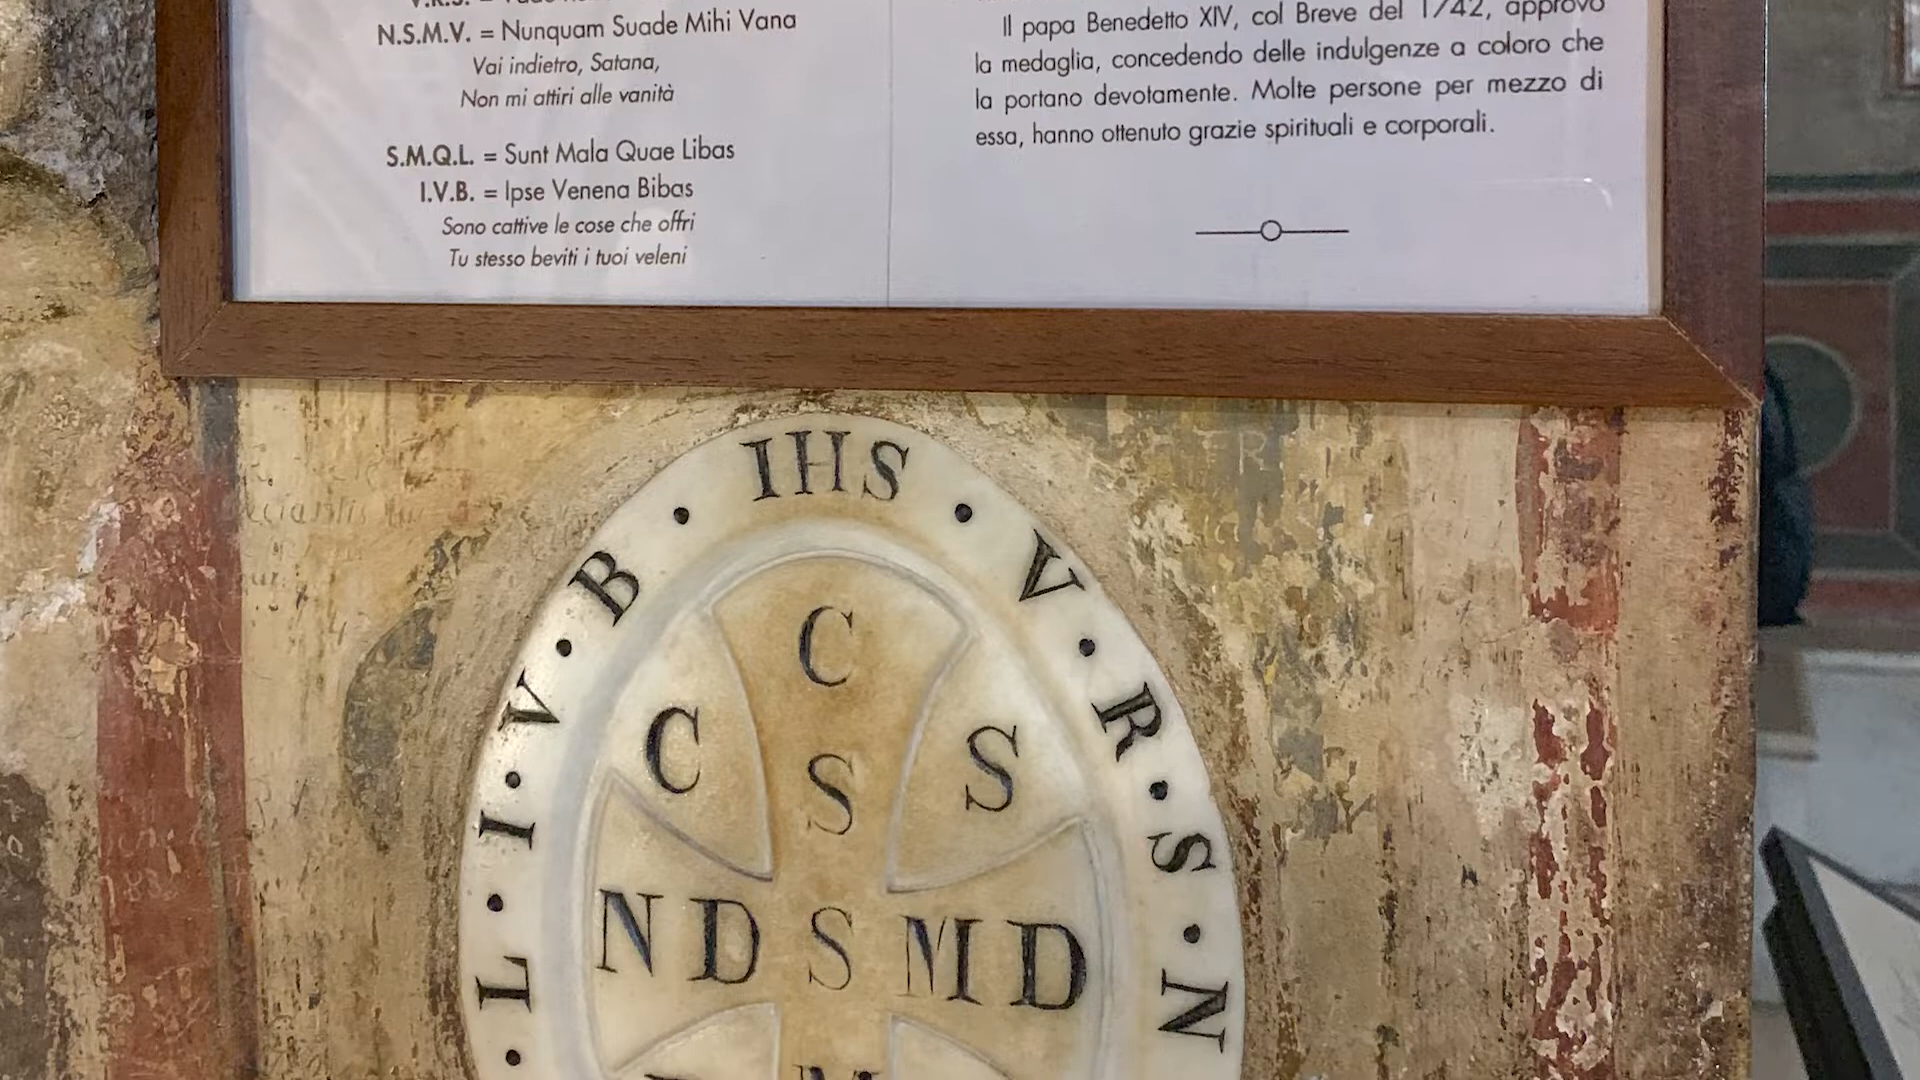 N.S.M.V. = Nunquam Suade Mihi Vana
Vai indietro, Satana,
Non mi attiri alle vanità
S.M.Q.L. = Sunt Mala Quae Libas
I.V.B. = Ipse Venena Bibas
Sono cattive le cose che offri
Tu stesso beviti i tuoi veleni
Il papa Benedetto XIV, col Breve del 1742, approvò
la medaglia, concedendo delle indulgenze a coloro che
la portano devotamente. Molte persone per mezzo di
essa, hanno ottenuto grazie spirituali e corporali.
IHS • V • R • S • N
• L • I • V • B •
C
C S
S
N D S M D
M